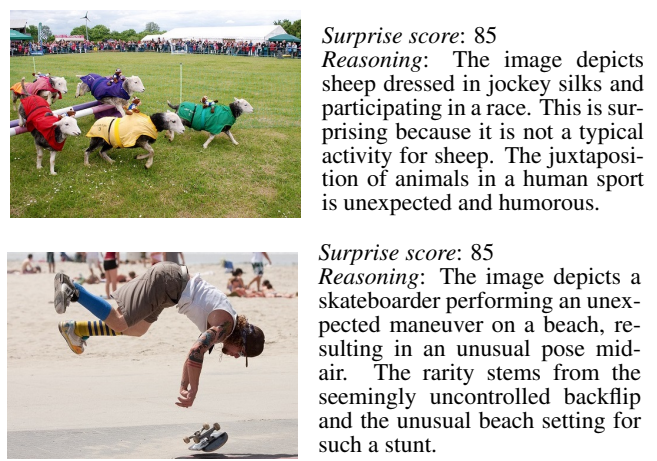 Surprise score: 85
Reasoning: The image depicts
sheep dressed in jockey silks and
participating in a race. This is sur-
prising because it is not a typical
activity for sheep. The juxtaposi-
tion of animals in a human sport
is unexpected and humorous.
Surprise score: 85
Reasoning: The image depicts a
skateboarder performing an unex-
pected maneuver on a beach, re-
sulting in an unusual pose mid-
air. The rarity stems from the
seemingly uncontrolled backflip
and the unusual beach setting for
such a stunt.